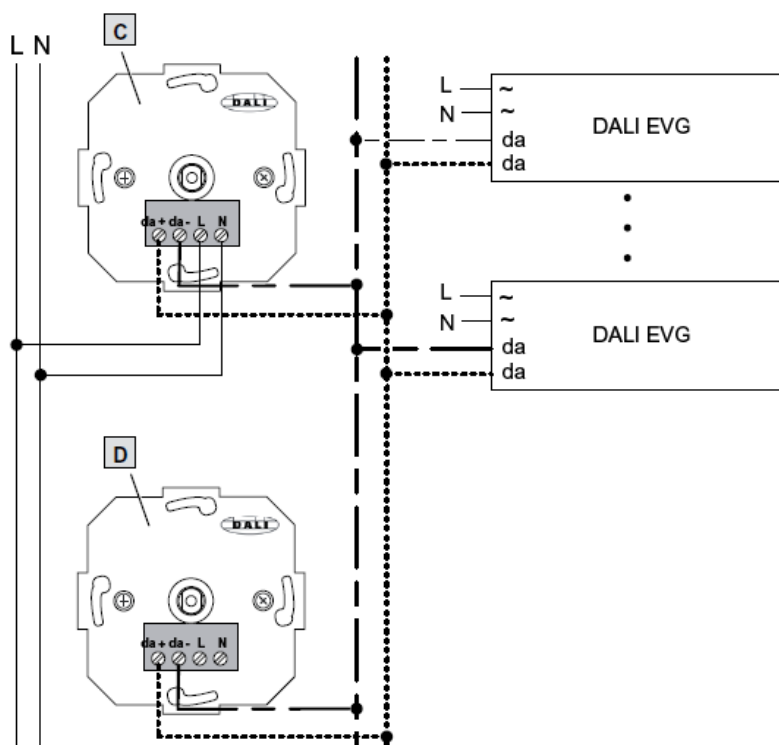 L N
C
DALI
da + da - L N
L ~
N ~
da
da
DALI EVG
L ~
N ~
da
da
DALI EVG
D
DALI
da + da - L N